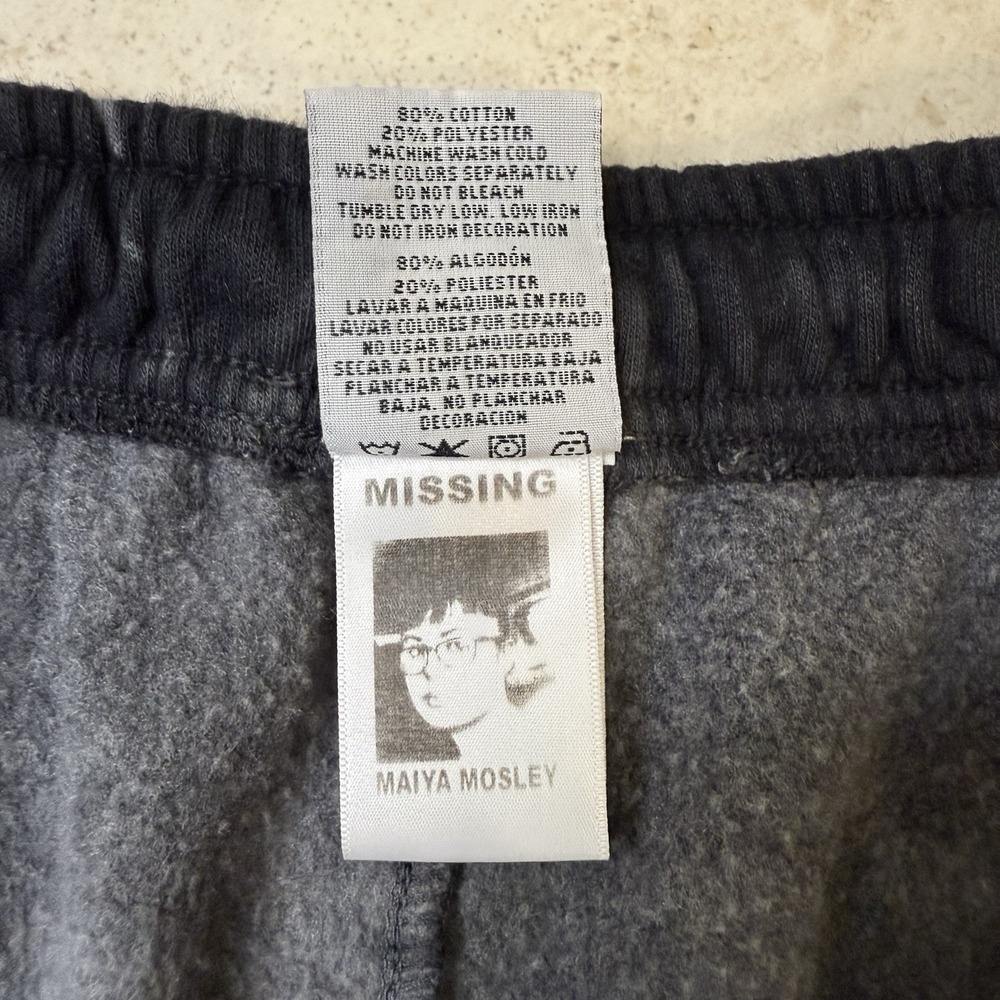 80% COTTON
20% POLYESTER
MACHINE WASH COLD
WASH COLORS SEPARATELY
DO NOT BLEACH
TUMBLE DRY LOW. LOW IRON
DO NOT IRON DECORATION
80% ALGODÓN
20% POLIESTER
LAVAR A MAQUINA EN FRIO
LAVAR COLORES POR SEPARADO
NO USAR BLANQUEADOR
SECAR A TEMPERATURA BAJA
PLANCHAR A TEMPERATURA
BAJA. NO PLANCHAR
DECORACIÓN
MISSING
MAIYA MOSLEY